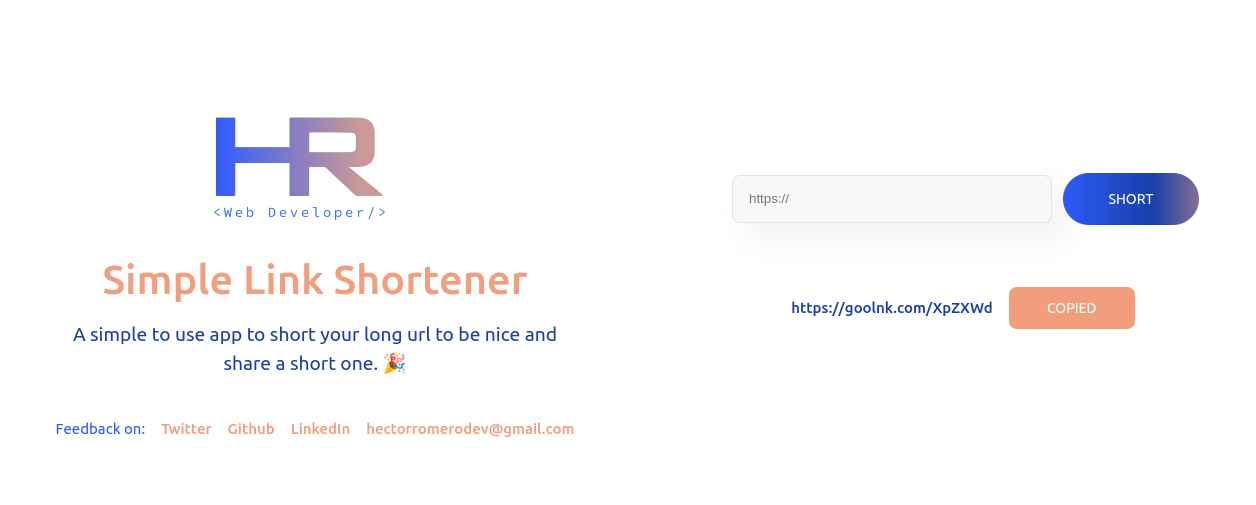 HR
<Web Developer/>
Simple Link Shortener
A simple to use app to short your long url to be nice and
share a short one. 🎉
Feedback on: Twitter Github LinkedIn hectorromerodev@gmail.com
https:// SHORT
https://goolnk.com/XpZXWd COPIED